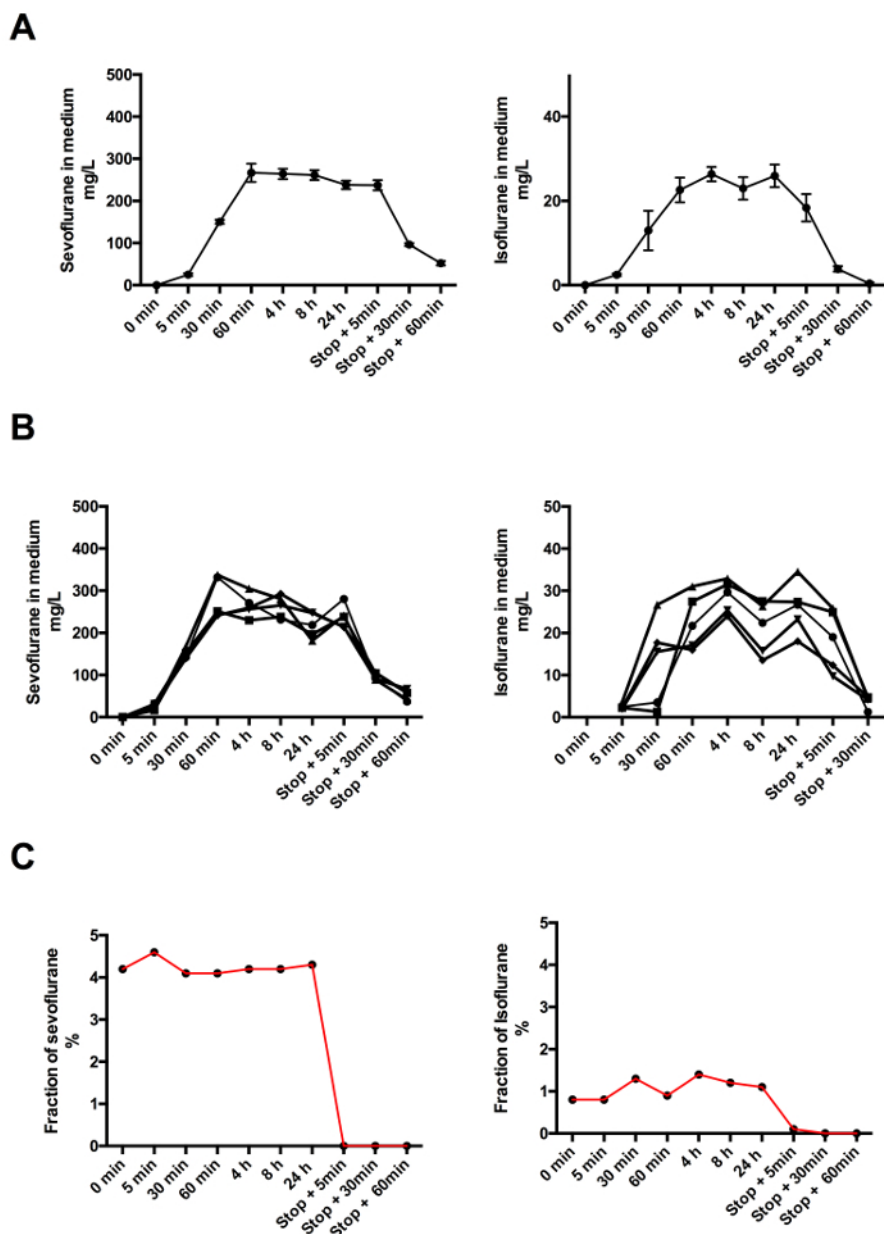 A
Sevoflurane in medium
mg/L
500
400
300
200
100
0
0 min
5 min
30 min
60 min
4 h
8 h
24 h
Stop + 5min
Stop + 30min
Stop + 60min
Isoflurane in medium
mg/L
40
20
0
0 min
5 min
30 min
60 min
4 h
8 h
24 h
Stop + 5min
Stop + 30min
Stop + 60min
B
Sevoflurane in medium
mg/L
500
400
300
200
100
0
0 min
5 min
30 min
60 min
4 h
8 h
24 h
Stop + 5min
Stop + 30min
Stop + 60min
Isoflurane in medium
mg/L
50
40
30
20
10
0
0 min
5 min
30 min
60 min
4 h
8 h
24 h
Stop + 5min
Stop + 30min
C
Fraction of sevoflurane
%
5
4
3
2
1
0
0 min
5 min
30 min
60 min
4 h
8 h
24 h
Stop + 5min
Stop + 30min
Stop + 60min
Fraction of Isoflurane
%
5
4
3
2
1
0
0 min
5 min
30 min
60 min
4 h
8 h
24 h
Stop + 5min
Stop + 30min
Stop + 60min